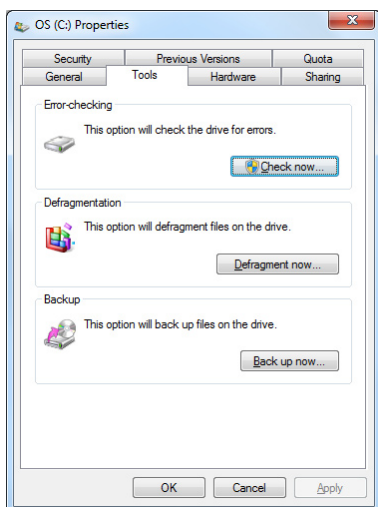 OS (C:) Properties
Security Previous Versions Quota
General Tools Hardware Sharing
Error-checking
This option will check the drive for errors.
Check now...
Defragmentation
This option will defragment files on the drive.
Defragment now...
Backup
This option will back up files on the drive.
Back up now...
OK Cancel Apply